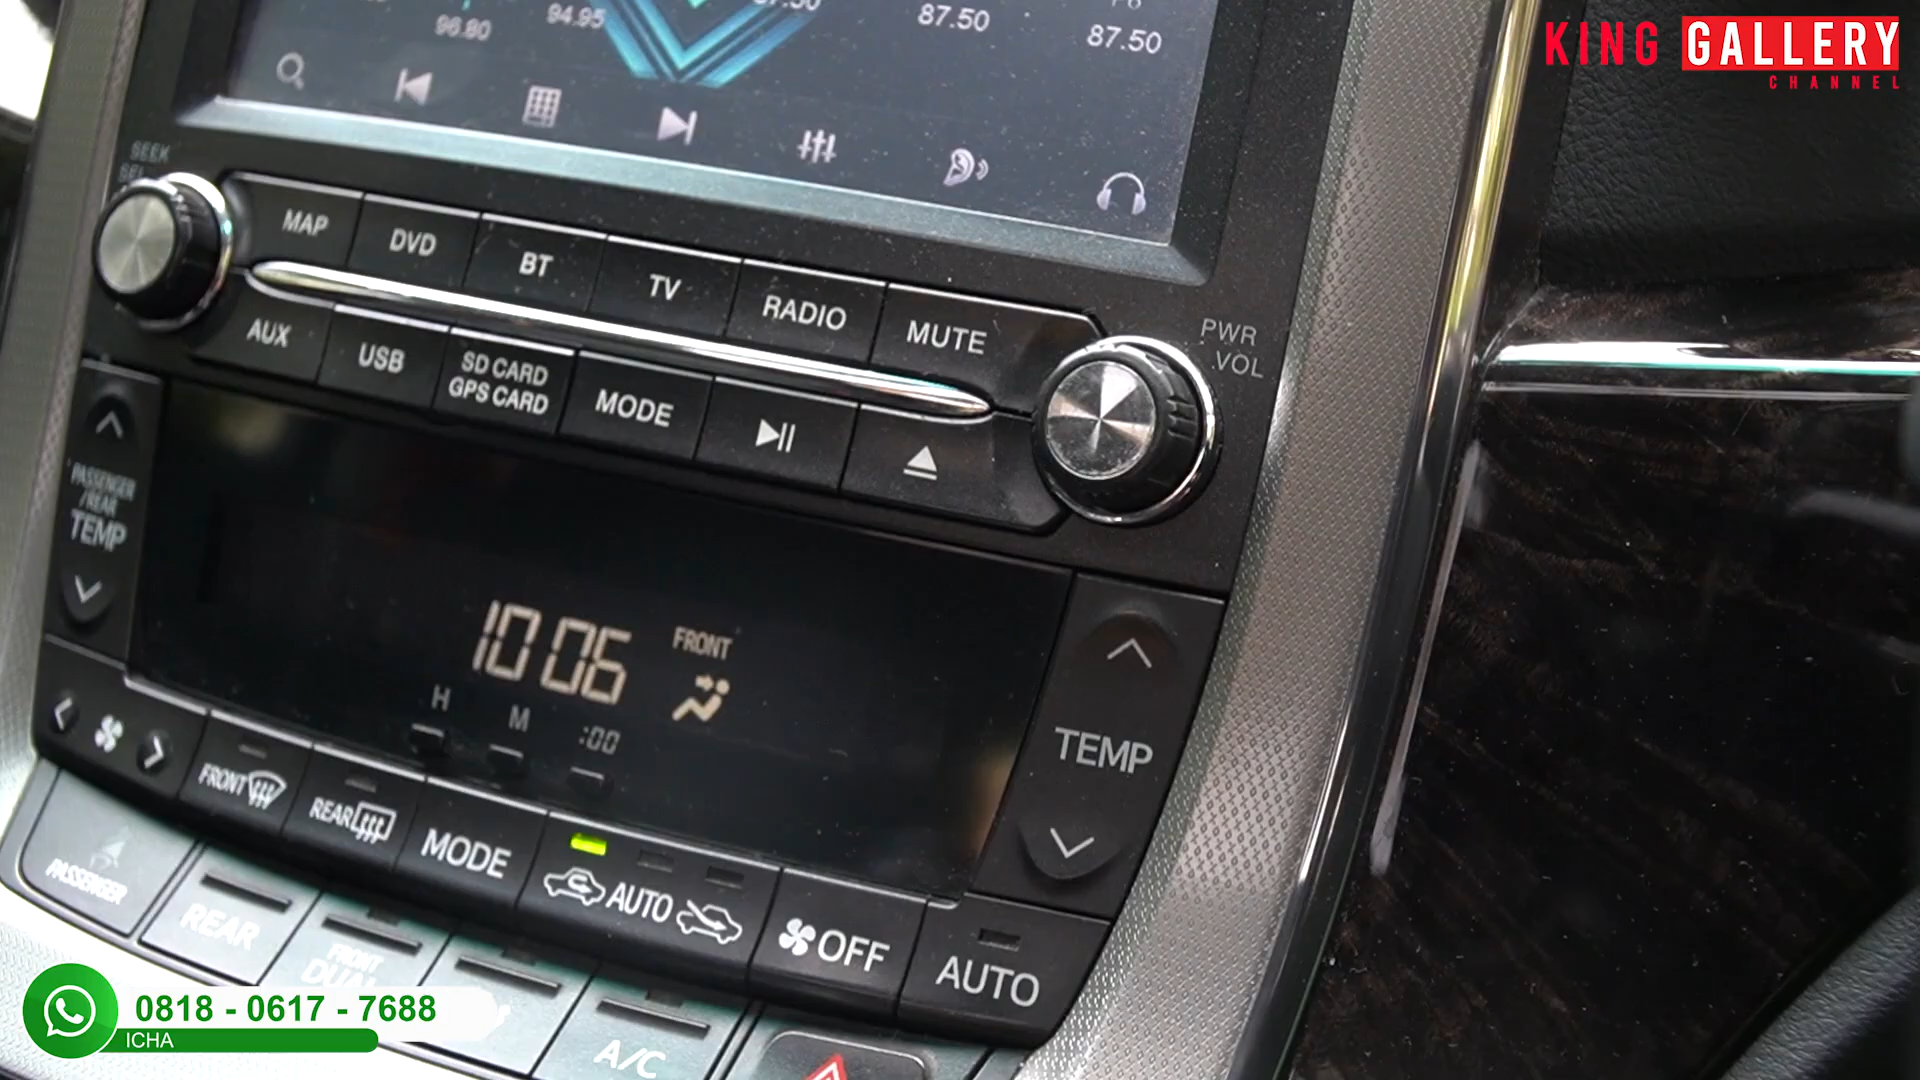 KING GALLERY
CHANNEL
96.80
94.95
87.50
87.50
87.50
SEEK
MAP
DVD
BT
TV
RADIO
MUTE
PWR
VOL
AUX
USB
SD CARD
GPS CARD
MODE
PASSENGER
/REAR
TEMP
10 06
FRONT
H
M
:00
TEMP
FRONT
REAR
MODE
AUTO
OFF
AUTO
PASSENGER
REAR
FRONT
DUAL
A/C
0818 - 0617 - 7688
ICHA